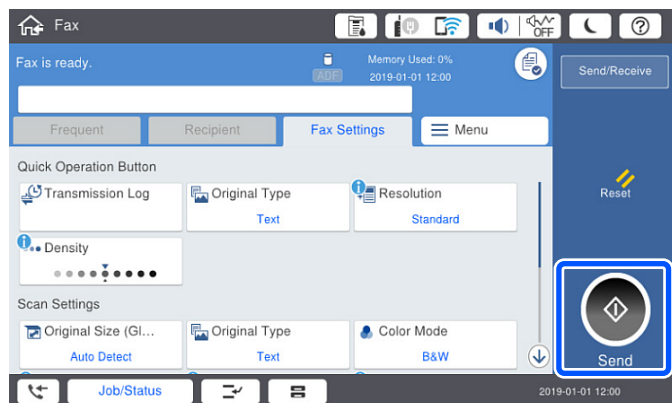 Fax
OFF
?
Fax is ready.
ADF
Memory Used: 0%
2019-01-01 12:00
Send/Receive
Frequent
Recipient
Fax Settings
Menu
Quick Operation Button
Transmission Log
Original Type
Text
Resolution
Standard
Density
Reset
Scan Settings
Original Size (Gl...
Auto Detect
Original Type
Text
Color Mode
B&W
Send
Job/Status
2019-01-01 12:00